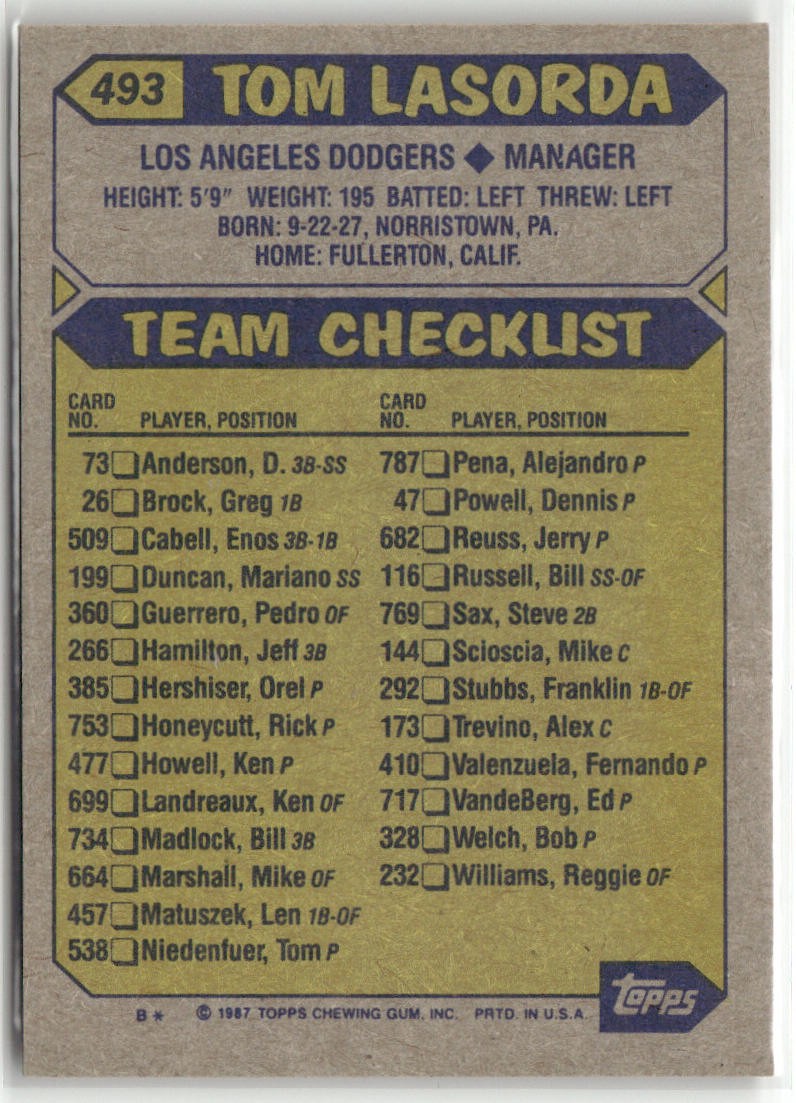 493 TOM LASORDA
LOS ANGELES DODGERS ◆ MANAGER
HEIGHT: 5'9" WEIGHT: 195 BATTED: LEFT THREW: LEFT
BORN: 9-22-27, NORRISTOWN, PA.
HOME: FULLERTON, CALIF.
TEAM CHECKLIST
CARD NO. PLAYER, POSITION
73 Anderson, D. 3B-SS
26 Brock, Greg 1B
509 Cabell, Enos 3B-1B
199 Duncan, Mariano SS
360 Guerrero, Pedro OF
266 Hamilton, Jeff 3B
385 Hershiser, Orel P
753 Honeycutt, Rick P
477 Howell, Ken P
699 Landreaux, Ken OF
734 Madlock, Bill 3B
664 Marshall, Mike OF
457 Matuszek, Len 1B-OF
538 Niedenfuer, Tom P
CARD NO. PLAYER, POSITION
787 Pena, Alejandro P
47 Powell, Dennis P
682 Reuss, Jerry P
116 Russell, Bill SS-OF
769 Sax, Steve 2B
144 Scioscia, Mike C
292 Stubbs, Franklin 1B-OF
173 Trevino, Alex C
410 Valenzuela, Fernando P
717 VandeBerg, Ed P
328 Welch, Bob P
232 Williams, Reggie OF
topps
B* © 1987 TOPPS CHEWING GUM, INC. PRTD. IN U.S.A.